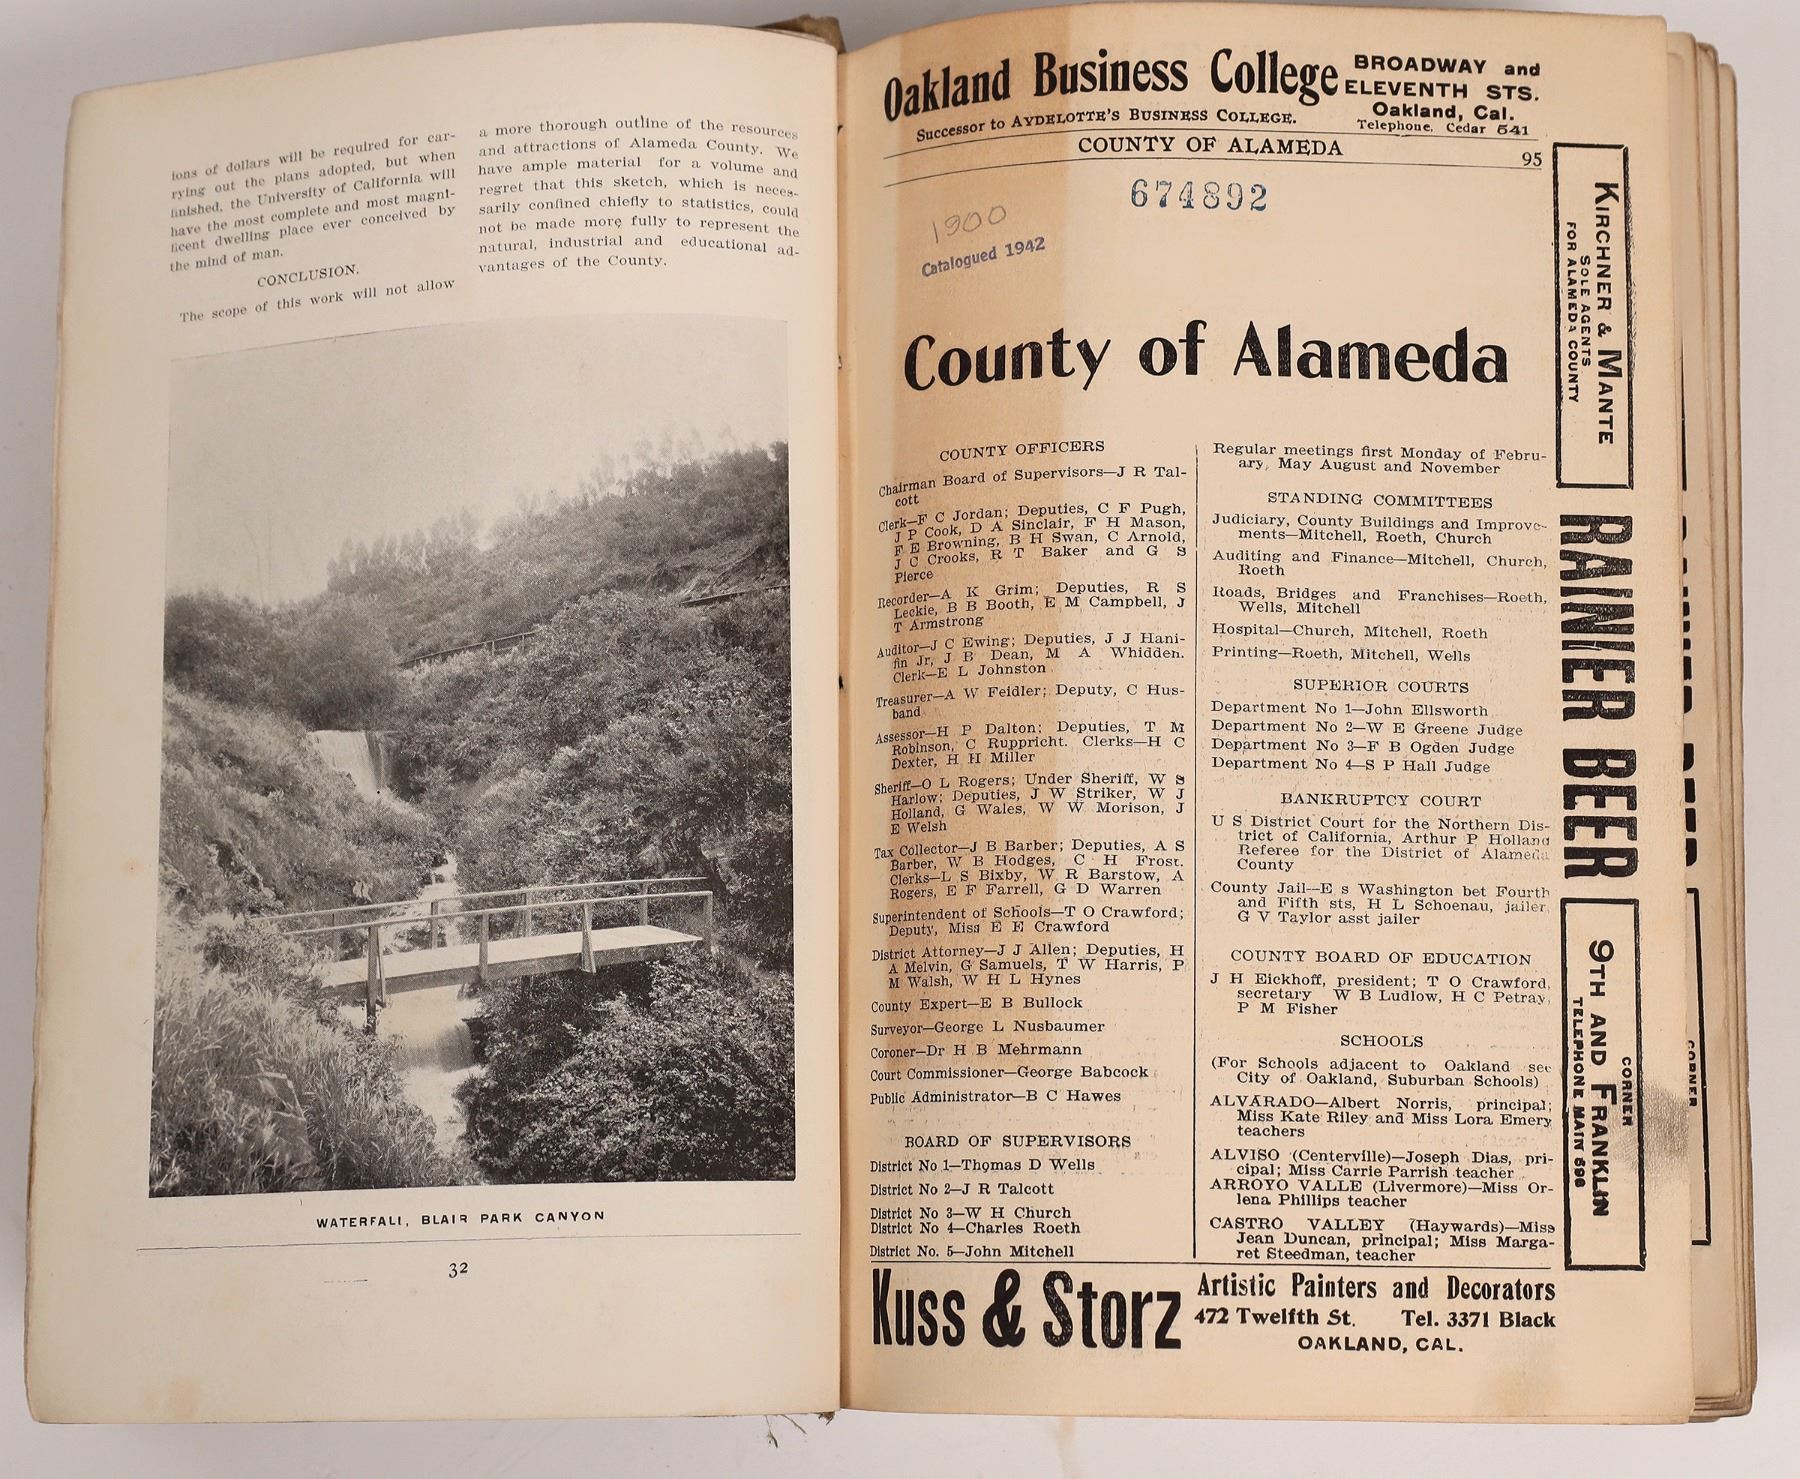 ions of dollars will be required for car-
rying out the plans adopted, but when
finished, the University of California will
have the most complete and most magni-
ficent dwelling place ever conceived by
the mind of man.
CONCLUSION.
The scope of this work will not allow
a more thorough outline of the resources
and attractions of Alameda County. We
have ample material for a volume and
regret that this sketch, which is neces-
sarily confined chiefly to statistics, could
not be made more fully to represent the
natural, industrial and educational ad-
vantages of the County.
WATERFALL, BLAIR PARK CANYON
32
Oakland Business College
Successor to AYDELOTTE'S BUSINESS COLLEGE.
BROADWAY and
ELEVENTH STS.
Oakland, Cal.
Telephone, Cedar 541
COUNTY OF ALAMEDA
95
674892
1900
Catalogued 1942
County of Alameda
COUNTY OFFICERS
Chairman Board of Supervisors—J R Tal-
cott
Clerk—F C Jordan; Deputies, C F Pugh,
J P Cook, D A Sinclair, F H Mason,
F E Browning, B H Swan, C Arnold,
J C Crooks, R T Baker and G S
Pierce
Recorder—A K Grim; Deputies, R S
Leckie, B B Booth, E M Campbell, J
T Armstrong
Auditor—J C Ewing; Deputies, J J Hani-
fin Jr, J B Dean, M A Whidden.
Clerk—E L Johnston
Treasurer—A W Feidler; Deputy, C Hus-
band
Assessor—H P Dalton; Deputies, T M
Robinson, C Ruppricht. Clerks—H C
Dexter, H H Miller
Sheriff—O L Rogers; Under Sheriff, W S
Harlow; Deputies, J W Striker, W J
Holland, G Wales, W W Morison, J
E Welsh
Tax Collector—J B Barber; Deputies, A S
Barber, W B Hodges, C H Frost.
Clerks—L S Bixby, W R Barstow, A
Rogers, E F Farrell, G D Warren
Superintendent of Schools—T O Crawford;
Deputy, Miss E E Crawford
District Attorney—J J Allen; Deputies, H
A Melvin, G Samuels, T W Harris, P
M Walsh, W H L Hynes
County Expert—E B Bullock
Surveyor—George L Nusbaumer
Coroner—Dr H B Mehrmann
Court Commissioner—George Babcock
Public Administrator—B C Hawes
BOARD OF SUPERVISORS
District No 1—Thomas D Wells
District No 2—J R Talcott
District No 3—W H Church
District No 4—Charles Roeth
District No. 5—John Mitchell
Regular meetings first Monday of Febru-
ary, May August and November
STANDING COMMITTEES
Judiciary, County Buildings and Improve-
ments—Mitchell, Roeth, Church
Auditing and Finance—Mitchell, Church,
Roeth
Roads, Bridges and Franchises—Roeth,
Wells, Mitchell
Hospital—Church, Mitchell, Roeth
Printing—Roeth, Mitchell, Wells
SUPERIOR COURTS
Department No 1—John Ellsworth
Department No 2—W E Greene Judge
Department No 3—F B Ogden Judge
Department No 4—S P Hall Judge
BANKRUPTCY COURT
U S District Court for the Northern Dis-
trict of California, Arthur P Holland
Referee for the District of Alameda
County
County Jail—E s Washington bet Fourth
and Fifth sts, H L Schoenau, jailer,
G V Taylor asst jailer
COUNTY BOARD OF EDUCATION
J H Eickhoff, president; T O Crawford,
secretary W B Ludlow, H C Petray,
P M Fisher
SCHOOLS
(For Schools adjacent to Oakland see
City of Oakland, Suburban Schools)
ALVARADO—Albert Norris, principal;
Miss Kate Riley and Miss Lora Emery
teachers
ALVISO (Centerville)—Joseph Dias, pri-
cipal; Miss Carrie Parrish teacher
ARROYO VALLE (Livermore)—Miss Or-
lena Phillips teacher
CASTRO VALLEY (Haywards)—Miss
Jean Duncan, principal; Miss Marga-
ret Steedman, teacher
KIRCHNER & MANTE
SOLE AGENTS
FOR ALAMEDA COUNTY
RAINIER BEER
CORNER
9TH AND FRANKLIN
TELEPHONE MAIN 596
CORNER
Kuss & Storz
Artistic Painters and Decorators
472 Twelfth St. Tel. 3371 Black
OAKLAND, CAL.